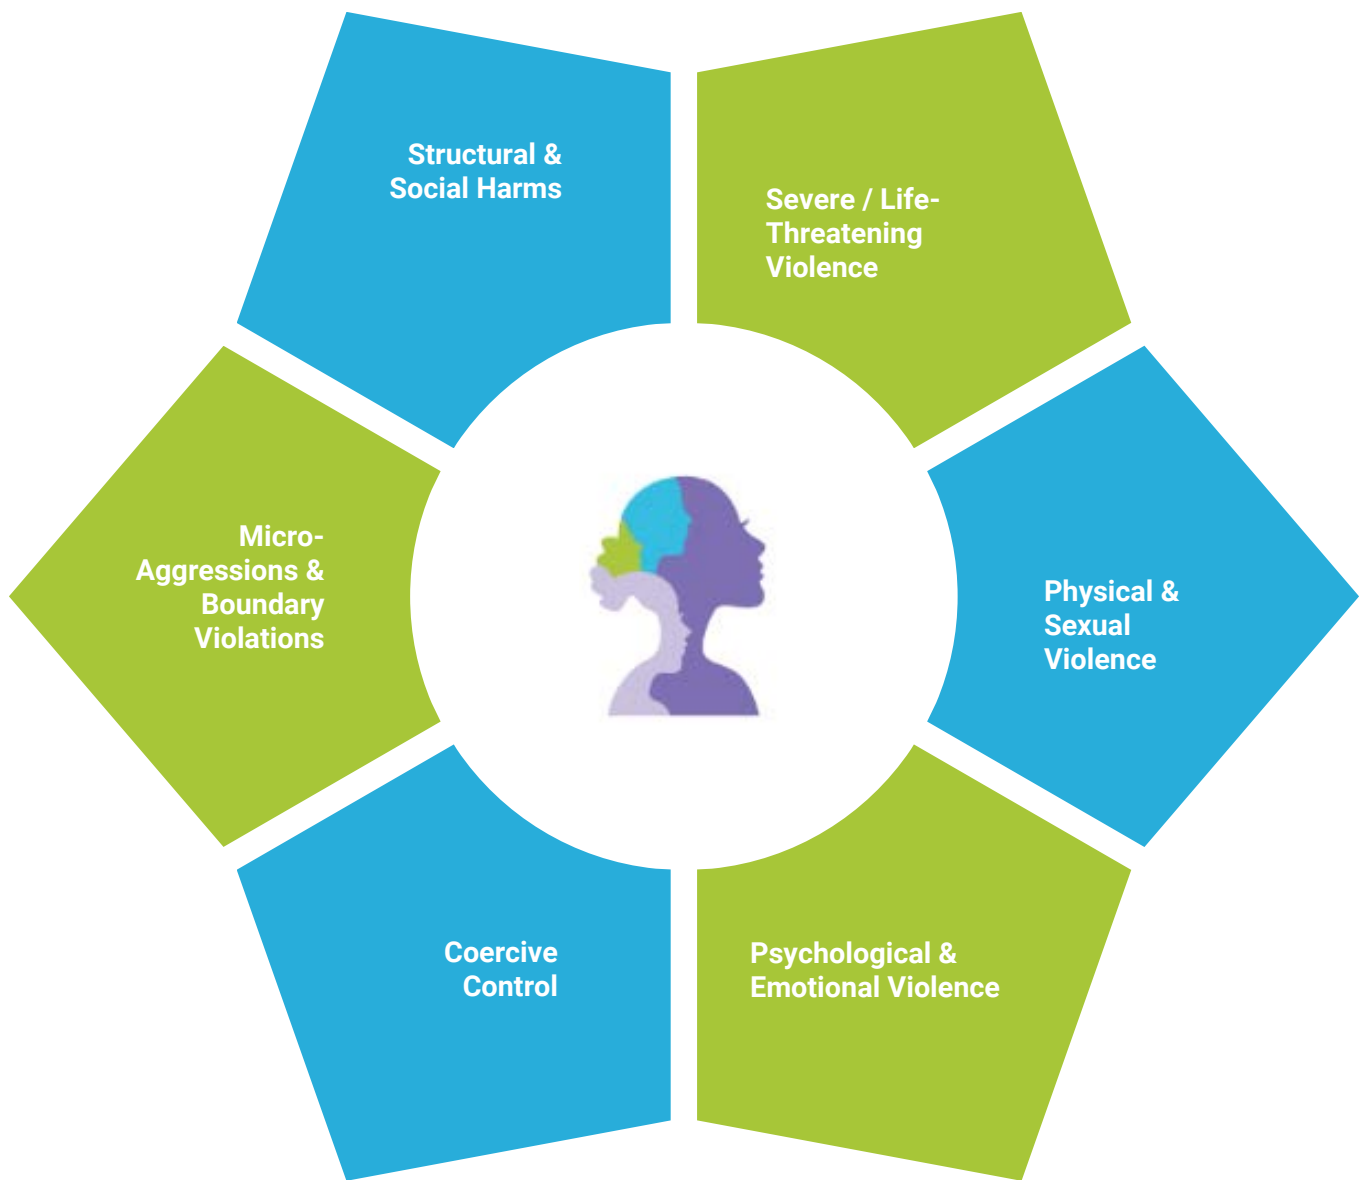 Structural &
Social Harms
Severe / Life-
Threatening
Violence
Micro-
Aggressions &
Boundary
Violations
Physical &
Sexual
Violence
Coercive
Control
Psychological &
Emotional Violence